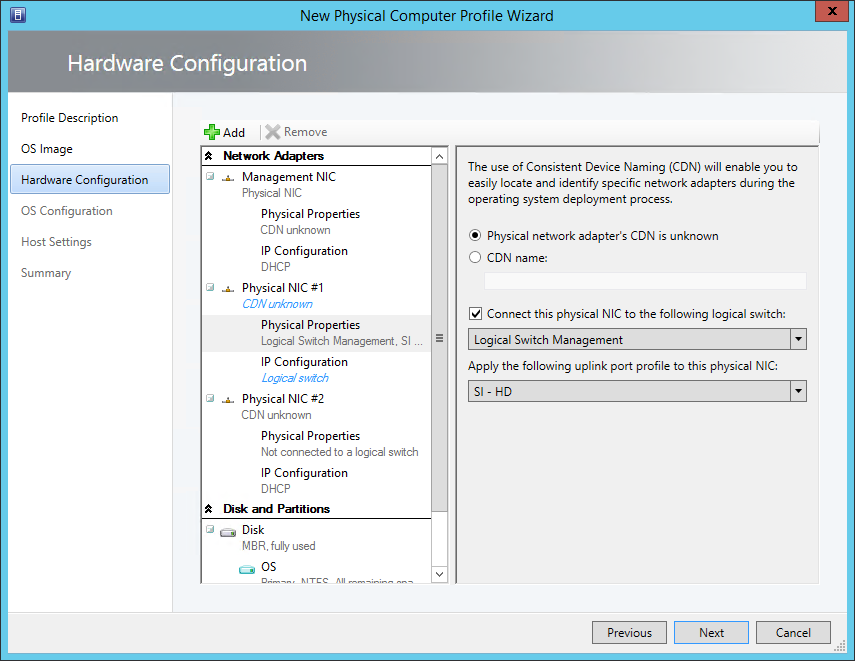 New Physical Computer Profile Wizard
Hardware Configuration
Profile Description
OS Image
Hardware Configuration
OS Configuration
Host Settings
Summary
Add
Remove
Network Adapters
Management NIC
Physical NIC
Physical Properties
CDN unknown
IP Configuration
DHCP
Physical NIC #1
CDN unknown
Physical Properties
Logical Switch Management, SI ...
IP Configuration
Logical switch
Physical NIC #2
CDN unknown
Physical Properties
Not connected to a logical switch
IP Configuration
DHCP
Disk and Partitions
Disk
MBR, fully used
OS
Primary, NTFS, All remaining spa...
The use of Consistent Device Naming (CDN) will enable you to
easily locate and identify specific network adapters during the
operating system deployment process.
Physical network adapter's CDN is unknown
CDN name:
Connect this physical NIC to the following logical switch:
Logical Switch Management
Apply the following uplink port profile to this physical NIC:
SI - HD
Previous
Next
Cancel